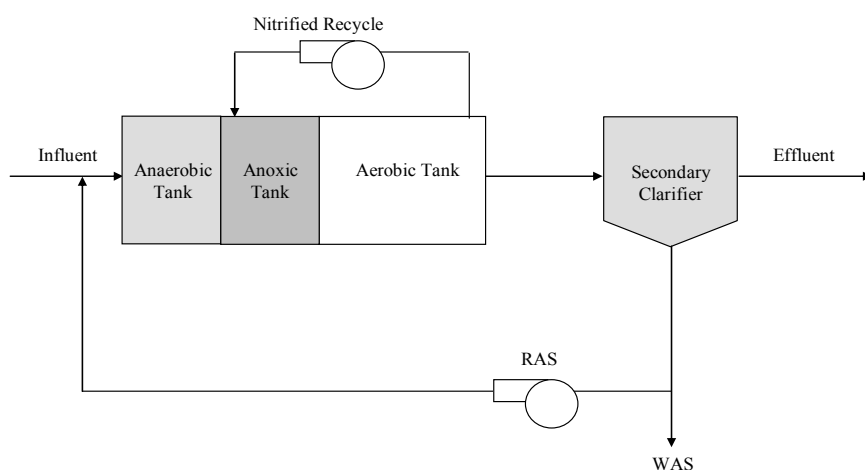 Nitrified Recycle
Influent
Anaerobic
Tank
Anoxic
Tank
Aerobic Tank
Secondary
Clarifier
Effluent
RAS
WAS